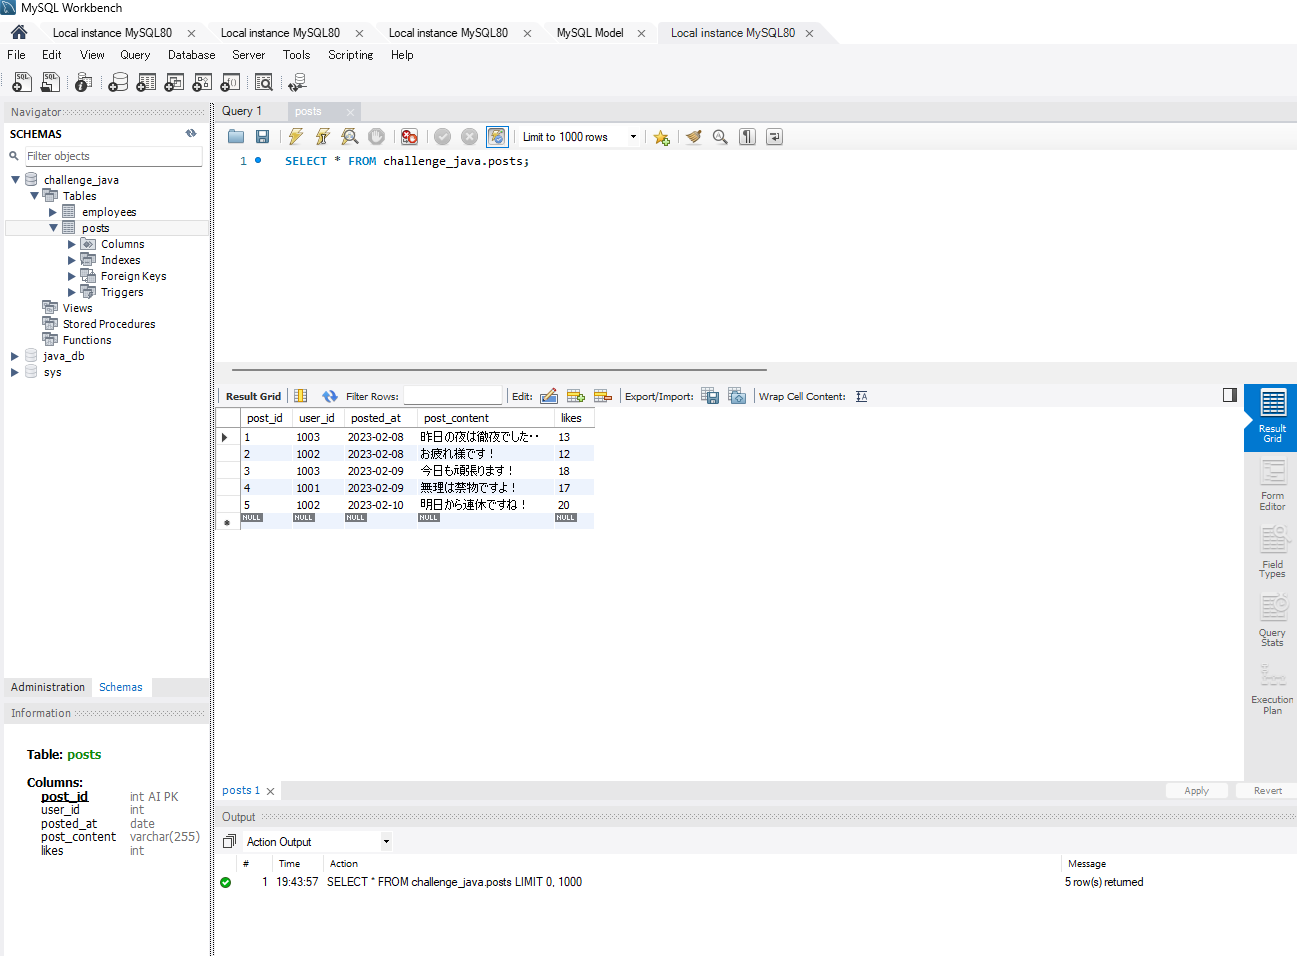 MySQL Workbench
Local instance MySQL80 Local instance MySQL80 Local instance MySQL80 MySQL Model Local instance MySQL80
File Edit View Query Database Server Tools Scripting Help
Navigator
SCHEMAS
Filter objects
challenge_java
Tables
employees
posts
Columns
Indexes
Foreign Keys
Triggers
Views
Stored Procedures
Functions
java_db
sys
Administration Schemas
Information
Table: posts
Columns:
post_id int AI PK
user_id int
posted_at date
post_content varchar(255)
likes int
Query 1 posts
Limit to 1000 rows
1 SELECT * FROM challenge_java.posts;
Result Grid Filter Rows: Edit: Export/Import: Wrap Cell Content:
post_id user_id posted_at post_content likes
1 1003 2023-02-08 昨日の夜は徹夜でした・・ 13
2 1002 2023-02-08 お疲れ様です！ 12
3 1003 2023-02-09 今日も頑張ります！ 18
4 1001 2023-02-09 無理は禁物ですよ！ 17
5 1002 2023-02-10 明日から連休ですね！ 20
NULL NULL NULL NULL NULL
Result
Grid
Form
Editor
Field
Types
Query
Stats
Execution
Plan
posts 1 Apply Revert
Output
Action Output
# Time Action Message
1 19:43:57 SELECT * FROM challenge_java.posts LIMIT 0, 1000 5 row(s) returned